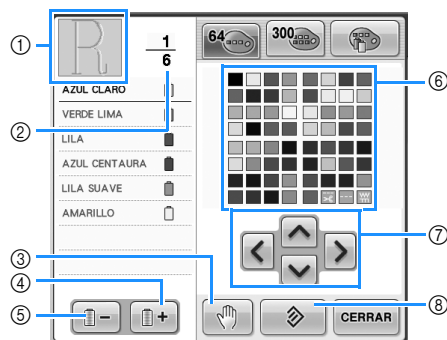 ①
R
1
6
64
300
AZUL CLARO
②
⑥
VERDE LIMA
LILA
AZUL CENTAURA
LILA SUAVE
AMARILLO
③
④
⑤
⑦
⑧
CERRAR